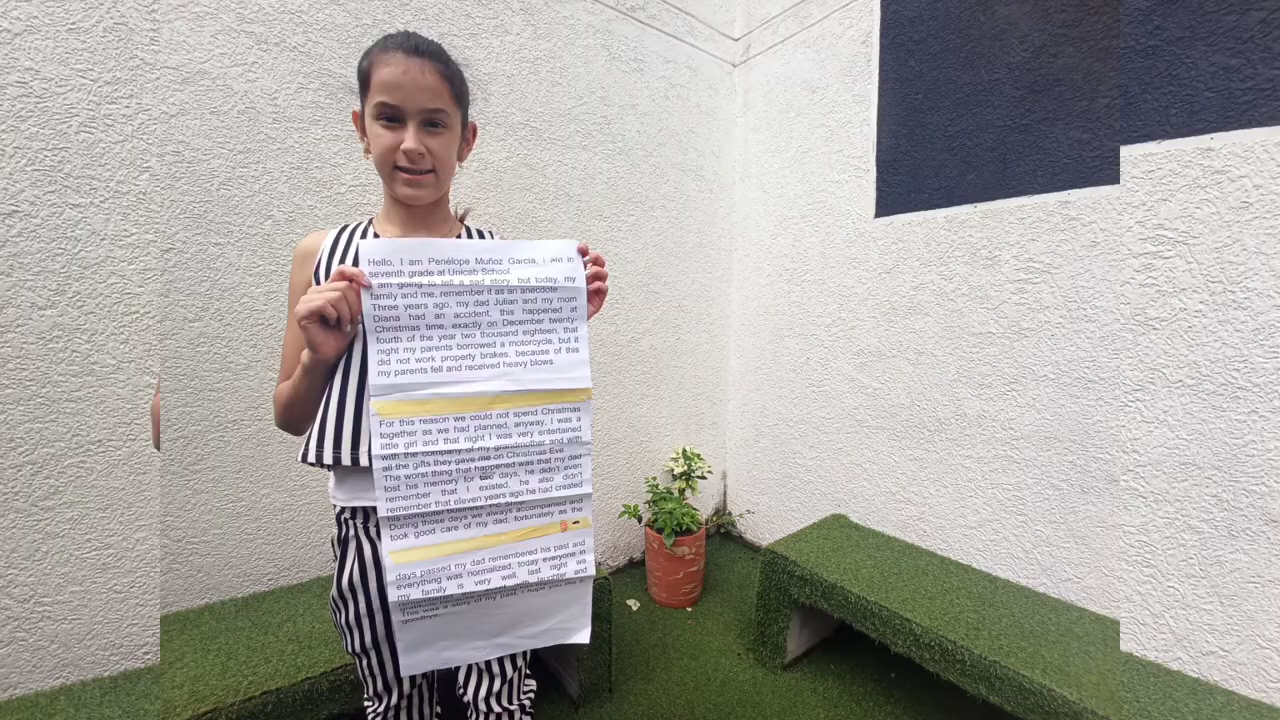 Hello, I am Penélope Muñoz Garcia, I am in
seventh grade at Unicab School.
I am going to tell a sad story, but today, my
family and me, remember it as an anecdote
Three years ago, my dad Julian and my mom
Diana had an accident, this happened at
Christmas time, exactly on December twenty-
fourth of the year two thousand eighteen, that
night my parents borrowed a motorcycle, but it
did not work properly brakes, because of this
my parents fell and received heavy blows.
For this reason we could not spend Christmas
together as we had planned, anyway, I was a
little girl and that night I was very entertained
with the company of my grandmother and with
all the gifts they gave me on Christmas Eve.
The worst thing that happened was that my dad
lost his memory for two days, he didn't even
remember that I existed, he also didn't
remember that eleven years ago he had created
his computer business, PC Shop.
During those days we always accompanied and
took good care of my dad, fortunately as the
days passed my dad remembered his past and
everything was normalized, today everyone in
my family is very well, last night we
remembered this event with laughter and
gratitude because
This was a story of my past, I hope you like it
goodbye.